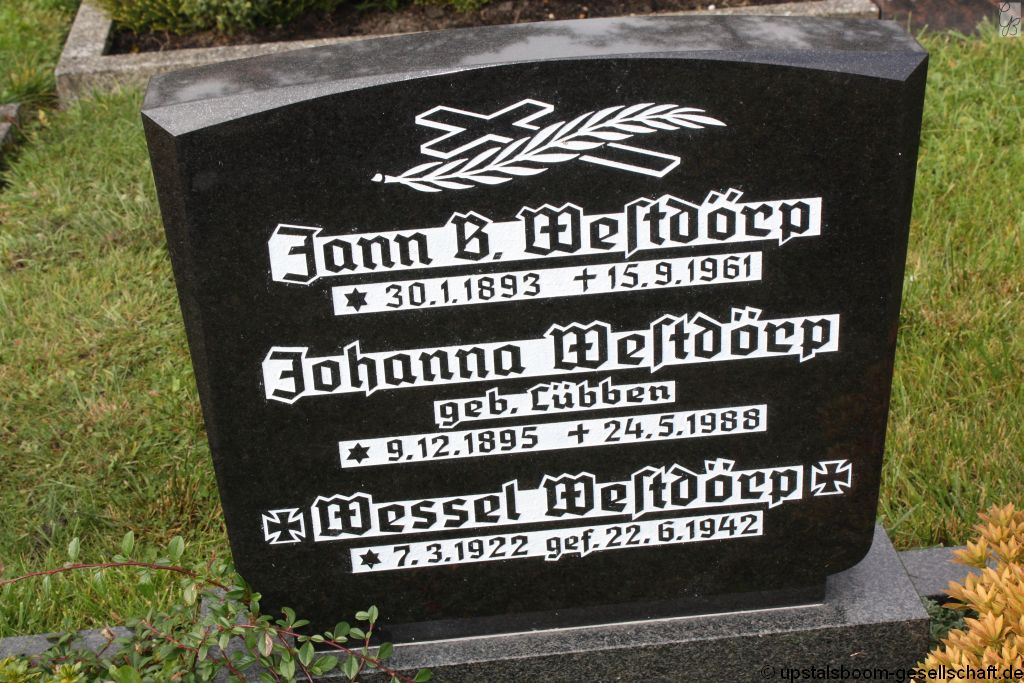 Jann B. Weſtdörp
✶ 30.1.1893 ✝ 15.9.1961
Johanna Weſtdörp
geb. Lübben
✶ 9.12.1895 ✝ 24.5.1988
✠ Wessel Weſtdörp ✠
✶ 7.3.1922 gef. 22.6.1942
© upstalsboom-gesellschaft.de